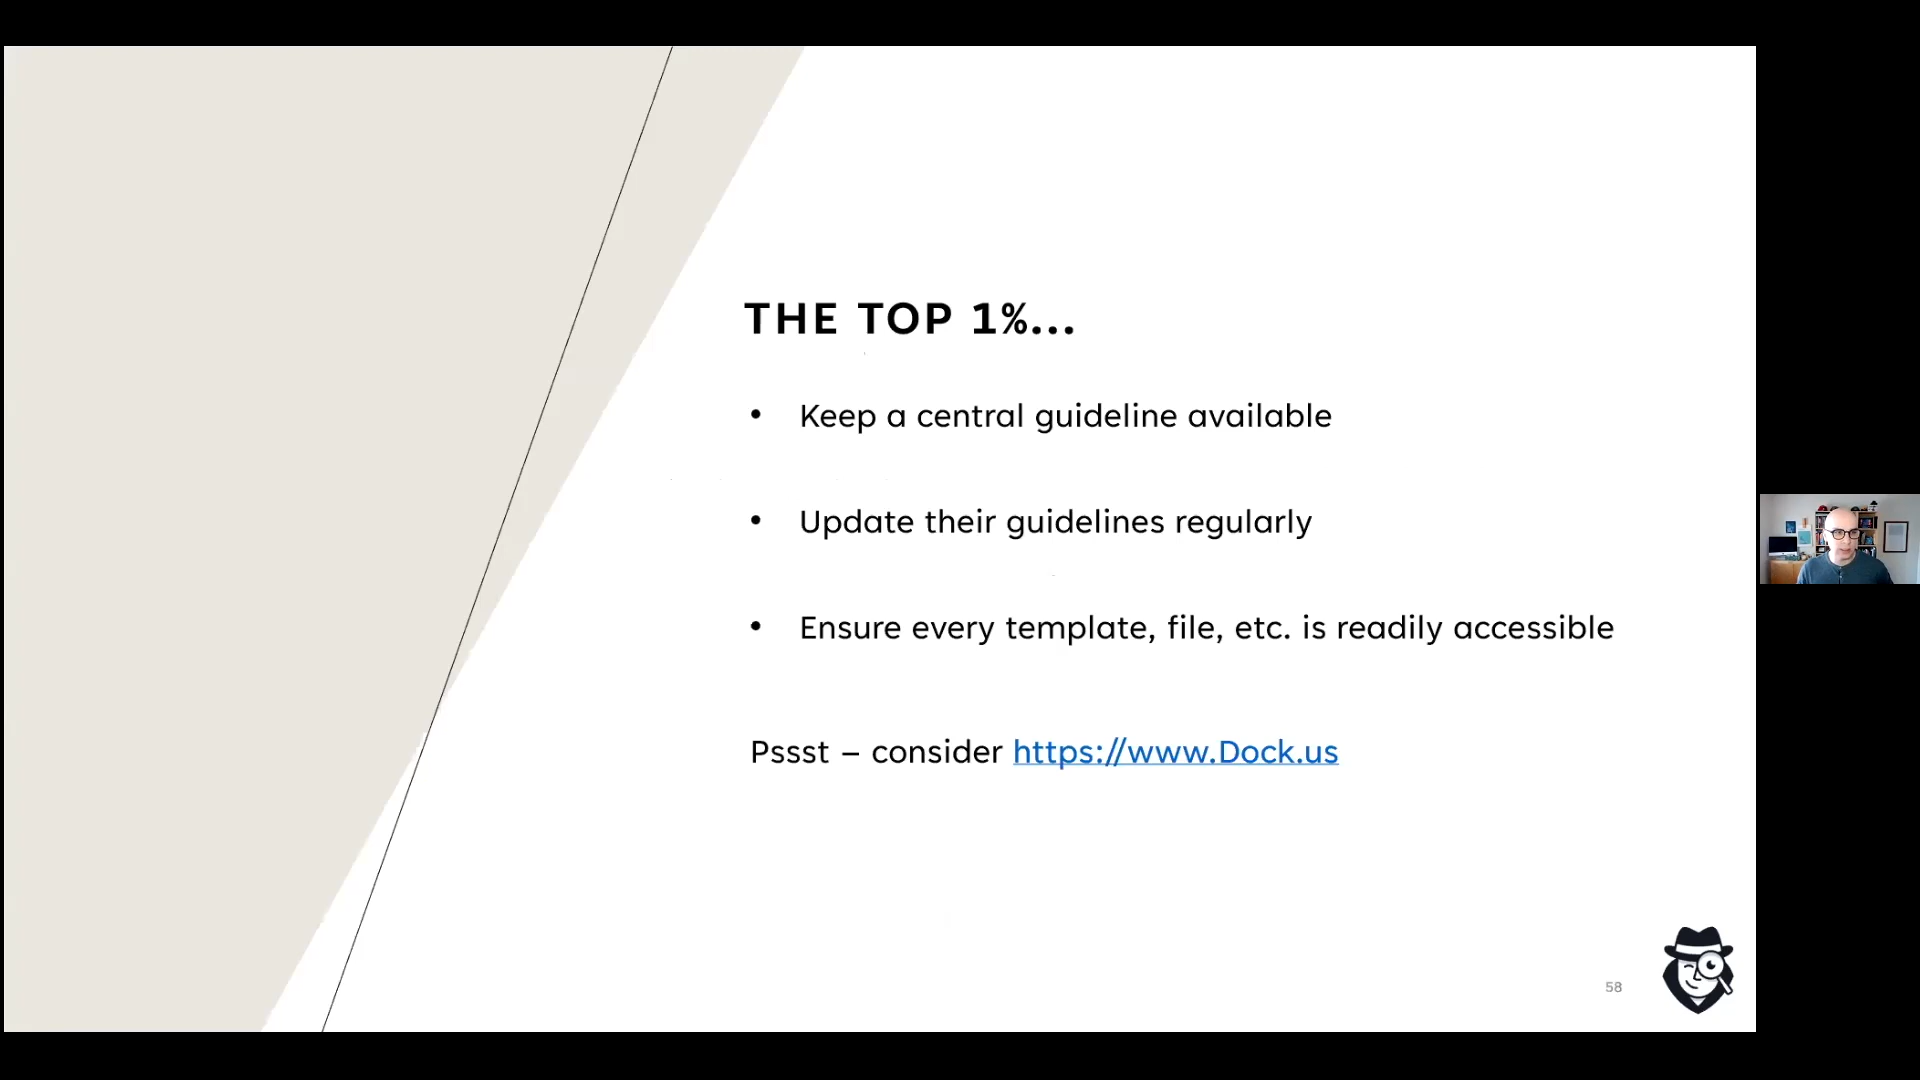 THE TOP 1%...
• Keep a central guideline available
• Update their guidelines regularly
• Ensure every template, file, etc. is readily accessible
Pssst – consider https://www.Dock.us
58